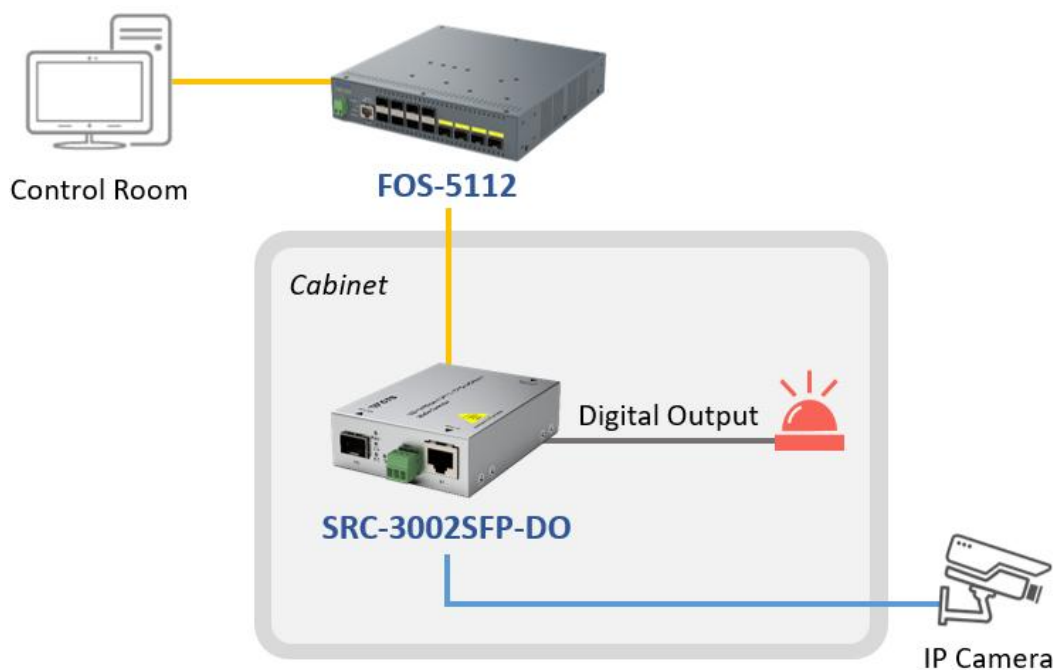 Control Room
FOS-5112
Cabinet
Digital Output
SRC-3002SFP-DO
IP Camera